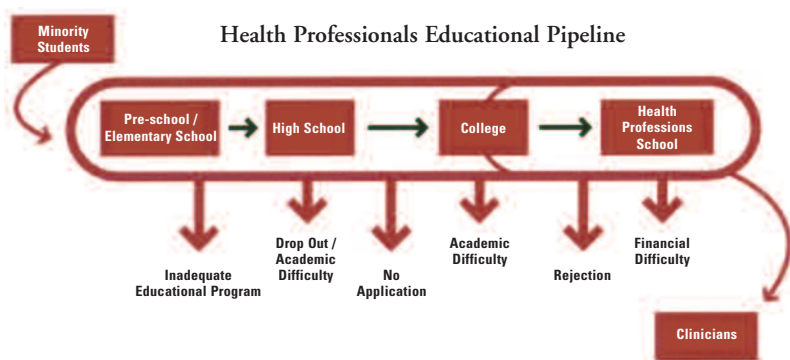 Minority
Students
Health Professionals Educational Pipeline
Pre-school /
Elementary School
High School
College
Health
Professions
School
Inadequate
Educational Program
Drop Out /
Academic
Difficulty
No
Application
Academic
Difficulty
Rejection
Financial
Difficulty
Clinicians